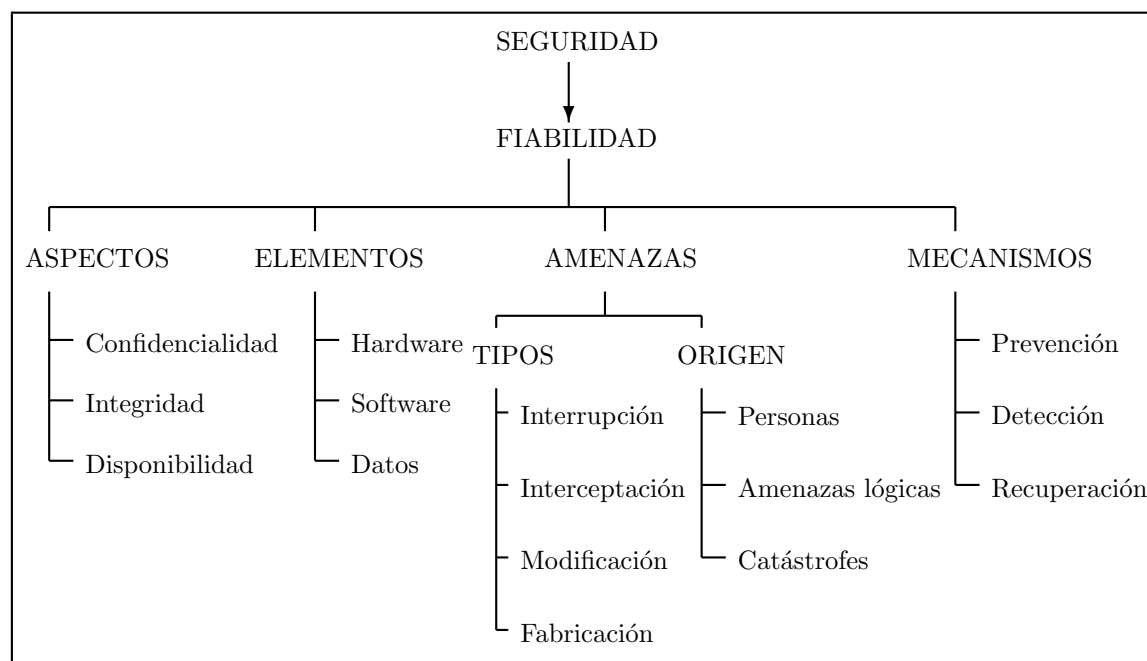 SEGURIDAD
FIABILIDAD
ASPECTOS
ELEMENTOS
AMENAZAS
MECANISMOS
Confidencialidad
Integridad
Disponibilidad
Hardware
Software
Datos
TIPOS
ORIGEN
Interrupción
Interceptación
Modificación
Fabricación
Personas
Amenazas lógicas
Catástrofes
Prevención
Detección
Recuperación